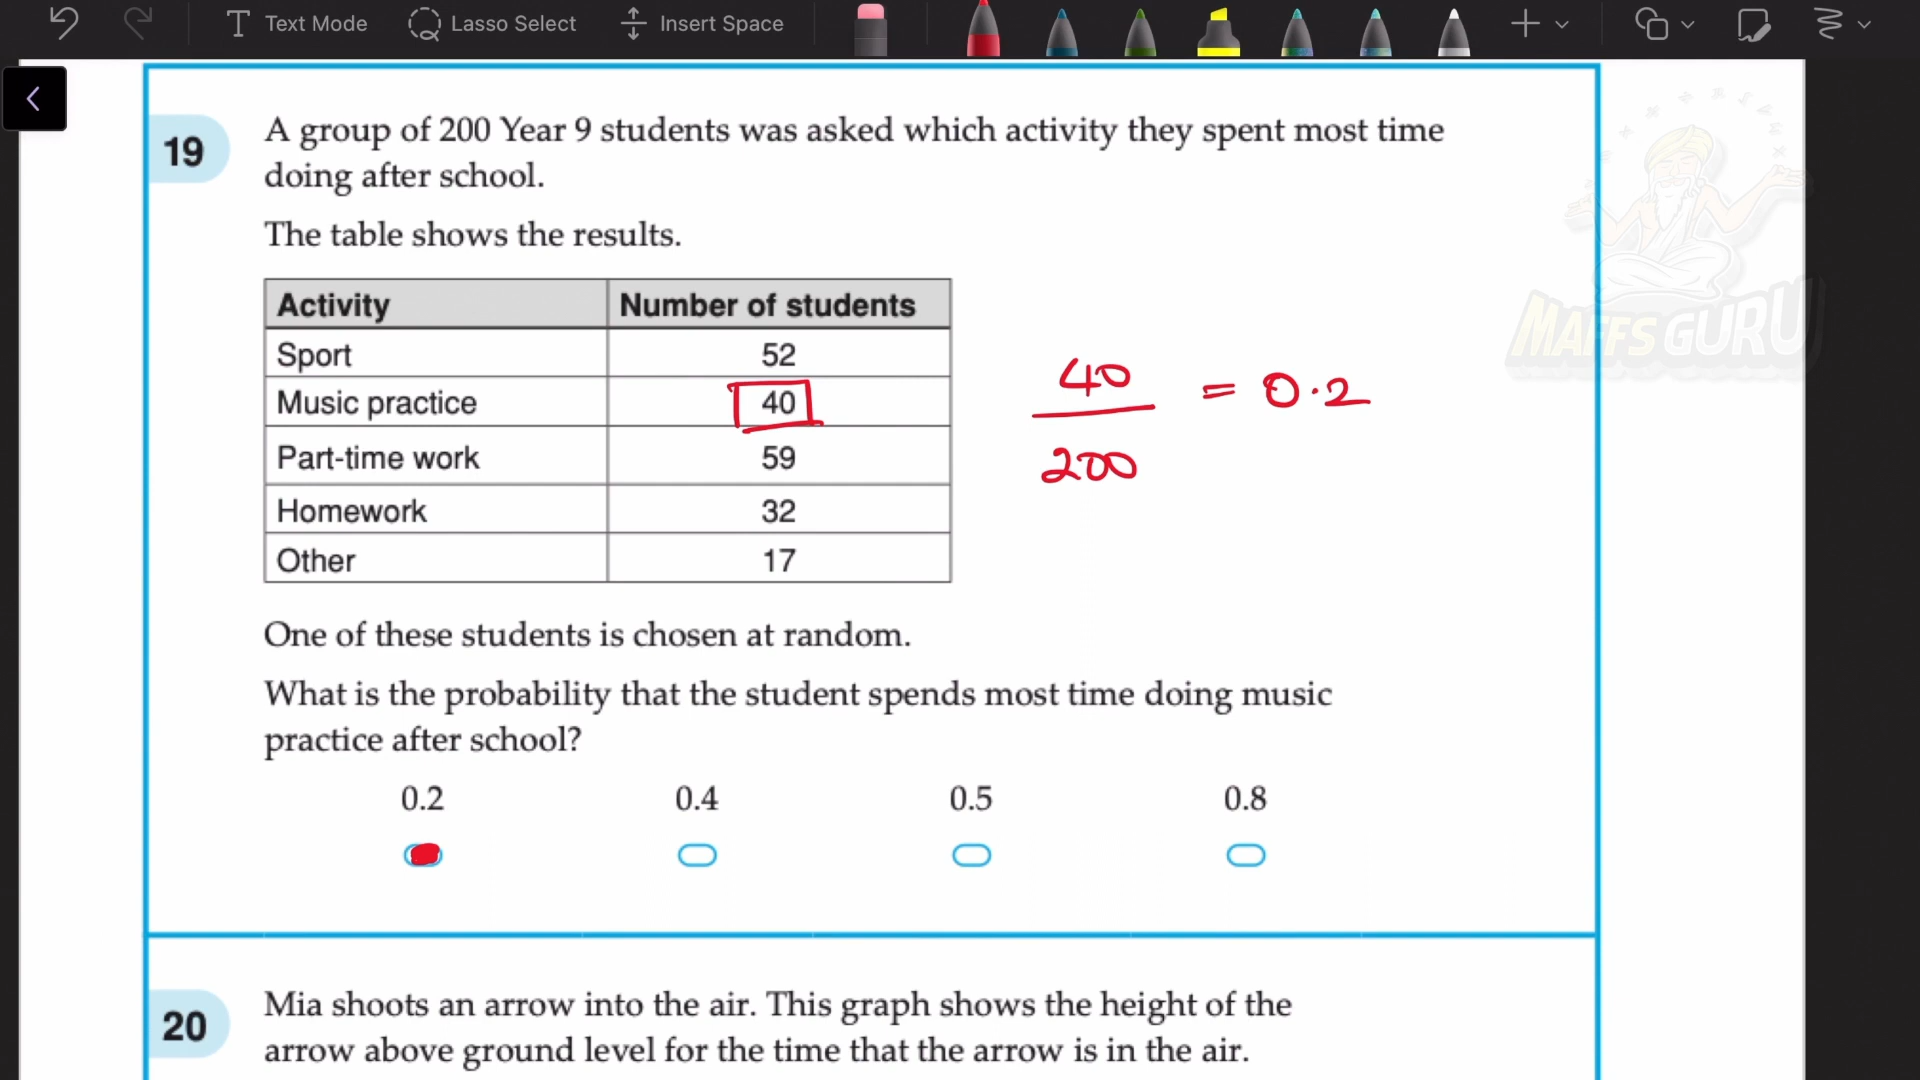 Text Mode Lasso Select Insert Space
19 A group of 200 Year 9 students was asked which activity they spent most time
doing after school.
The table shows the results.
Activity Number of students
Sport 52
Music practice 40
Part-time work 59
Homework 32
Other 17
40
200
= 0.2
MAFFS GURU
One of these students is chosen at random.
What is the probability that the student spends most time doing music
practice after school?
0.2 0.4 0.5 0.8
20 Mia shoots an arrow into the air. This graph shows the height of the
arrow above ground level for the time that the arrow is in the air.